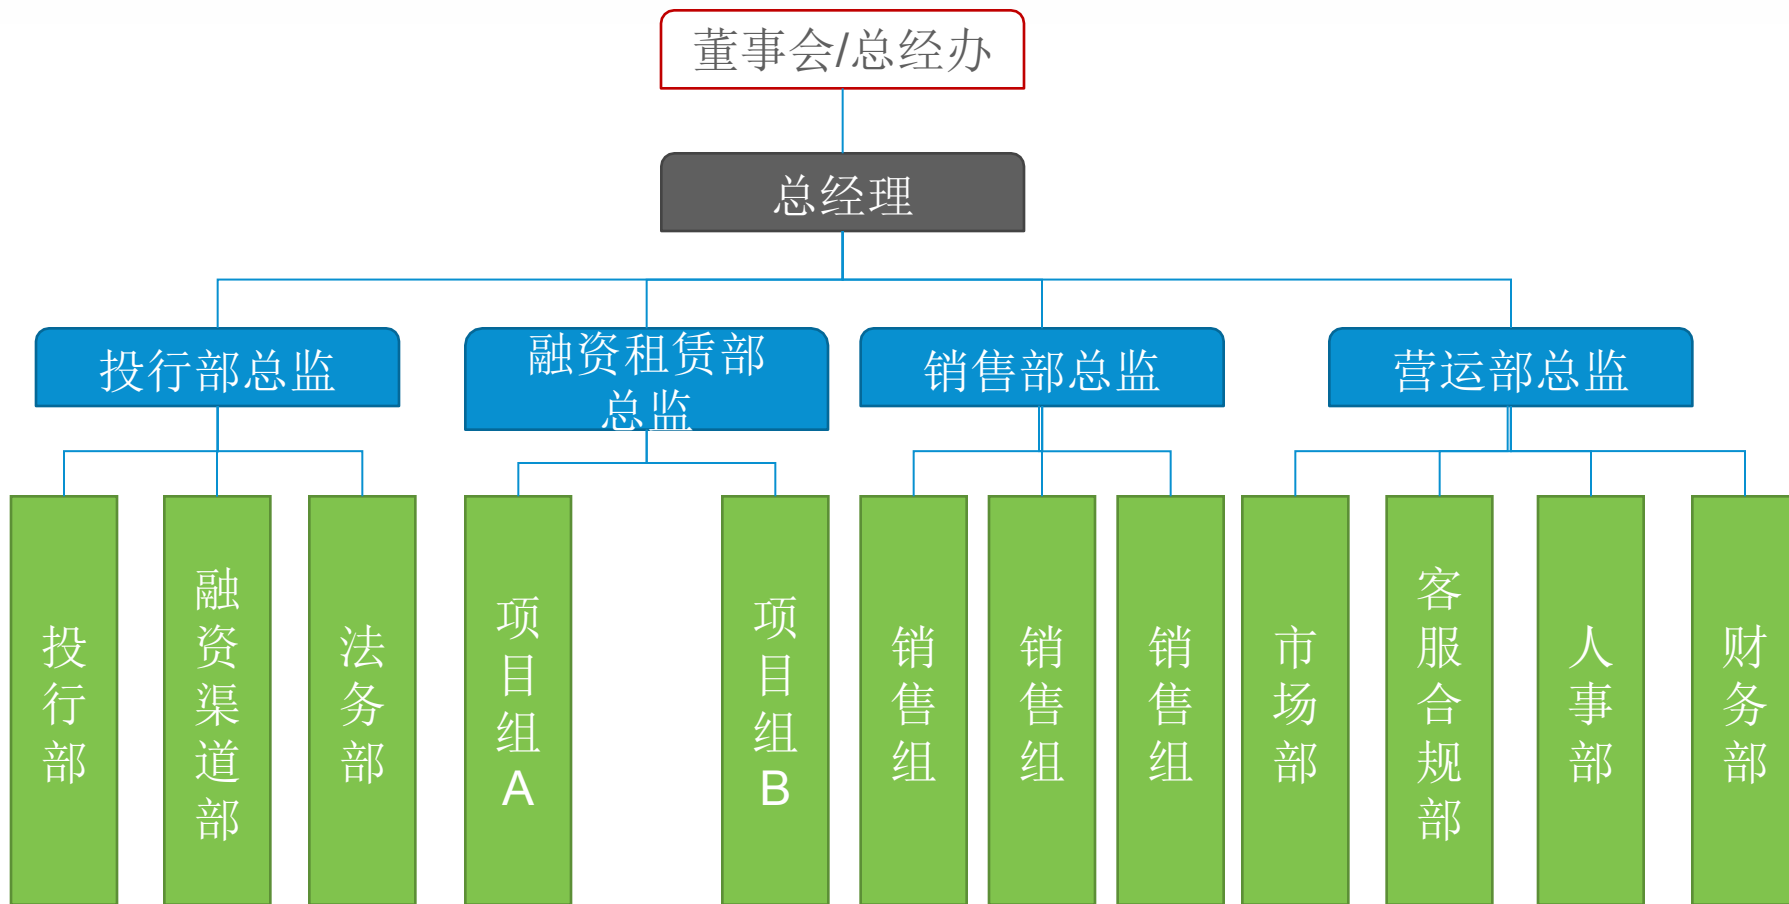 董事会/总经办
总经理
投行部总监
融资租赁部
总监
销售部总监
营运部总监
投行部
融资渠道部
法务部
项目组A
项目组B
销售组
销售组
销售组
市场部
客服合规部
人事部
财务部